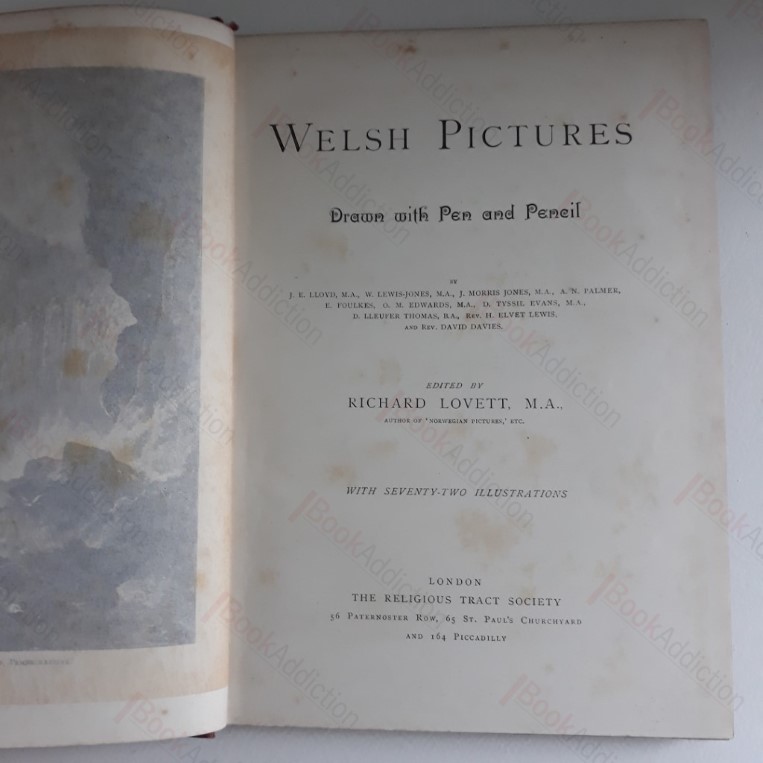 WELSH PICTURES
Drawn with Pen and Pencil
BY
J. E. LLOYD, M.A., W. LEWIS-JONES, M.A., J. MORRIS JONES, M.A., A. N. PALMER,
E. FOULKES, O. M. EDWARDS, M.A., D. TYSSIL EVANS, M.A.,
D. LLEUFER THOMAS, B.A., REV. H. ELVET LEWIS,
AND REV. DAVID DAVIES.
EDITED BY
RICHARD LOVETT, M.A.,
AUTHOR OF 'NORWEGIAN PICTURES,' ETC.
WITH SEVENTY-TWO ILLUSTRATIONS
LONDON
THE RELIGIOUS TRACT SOCIETY
56 PATERNOSTER ROW, 65 ST. PAUL'S CHURCHYARD
AND 164 PICCADILLY
BookAddiction